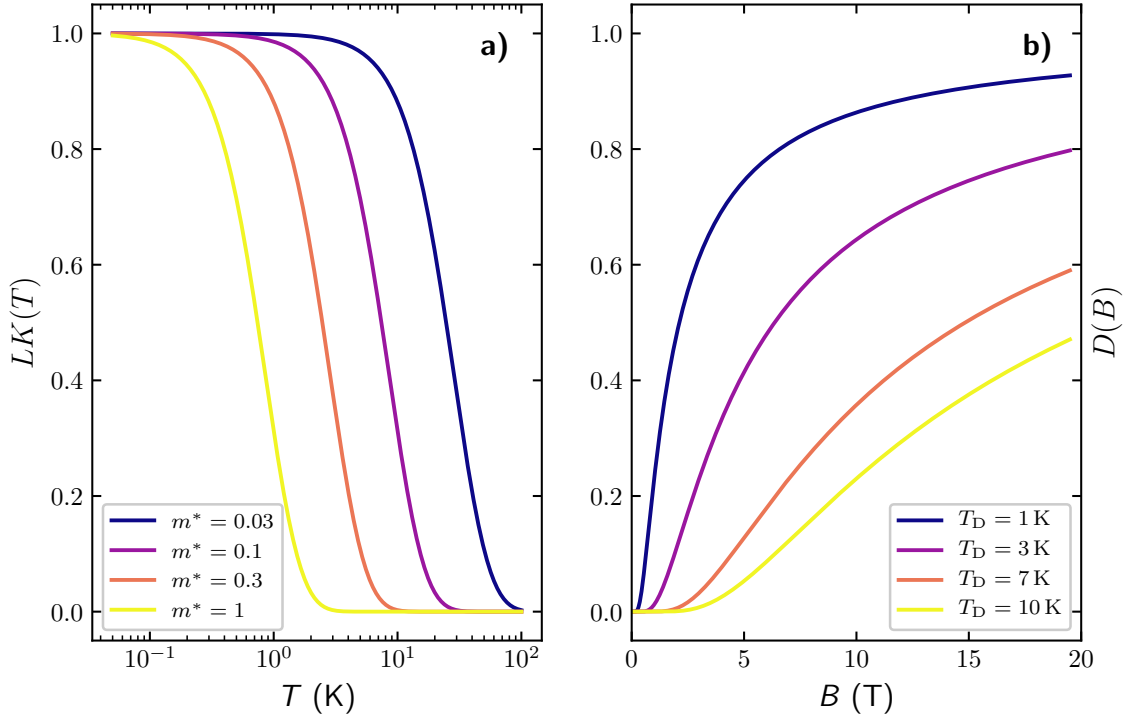 a)
LK(T)
1.0
0.8
0.6
0.4
0.2
0.0
m* = 0.03
m* = 0.1
m* = 0.3
m* = 1
10⁻¹ 10⁰ 10¹ 10²
T (K)
b)
1.0
0.8
0.6
0.4
0.2
0.0
T_D = 1 K
T_D = 3 K
T_D = 7 K
T_D = 10 K
0 5 10 15 20
B (T)
D(B)